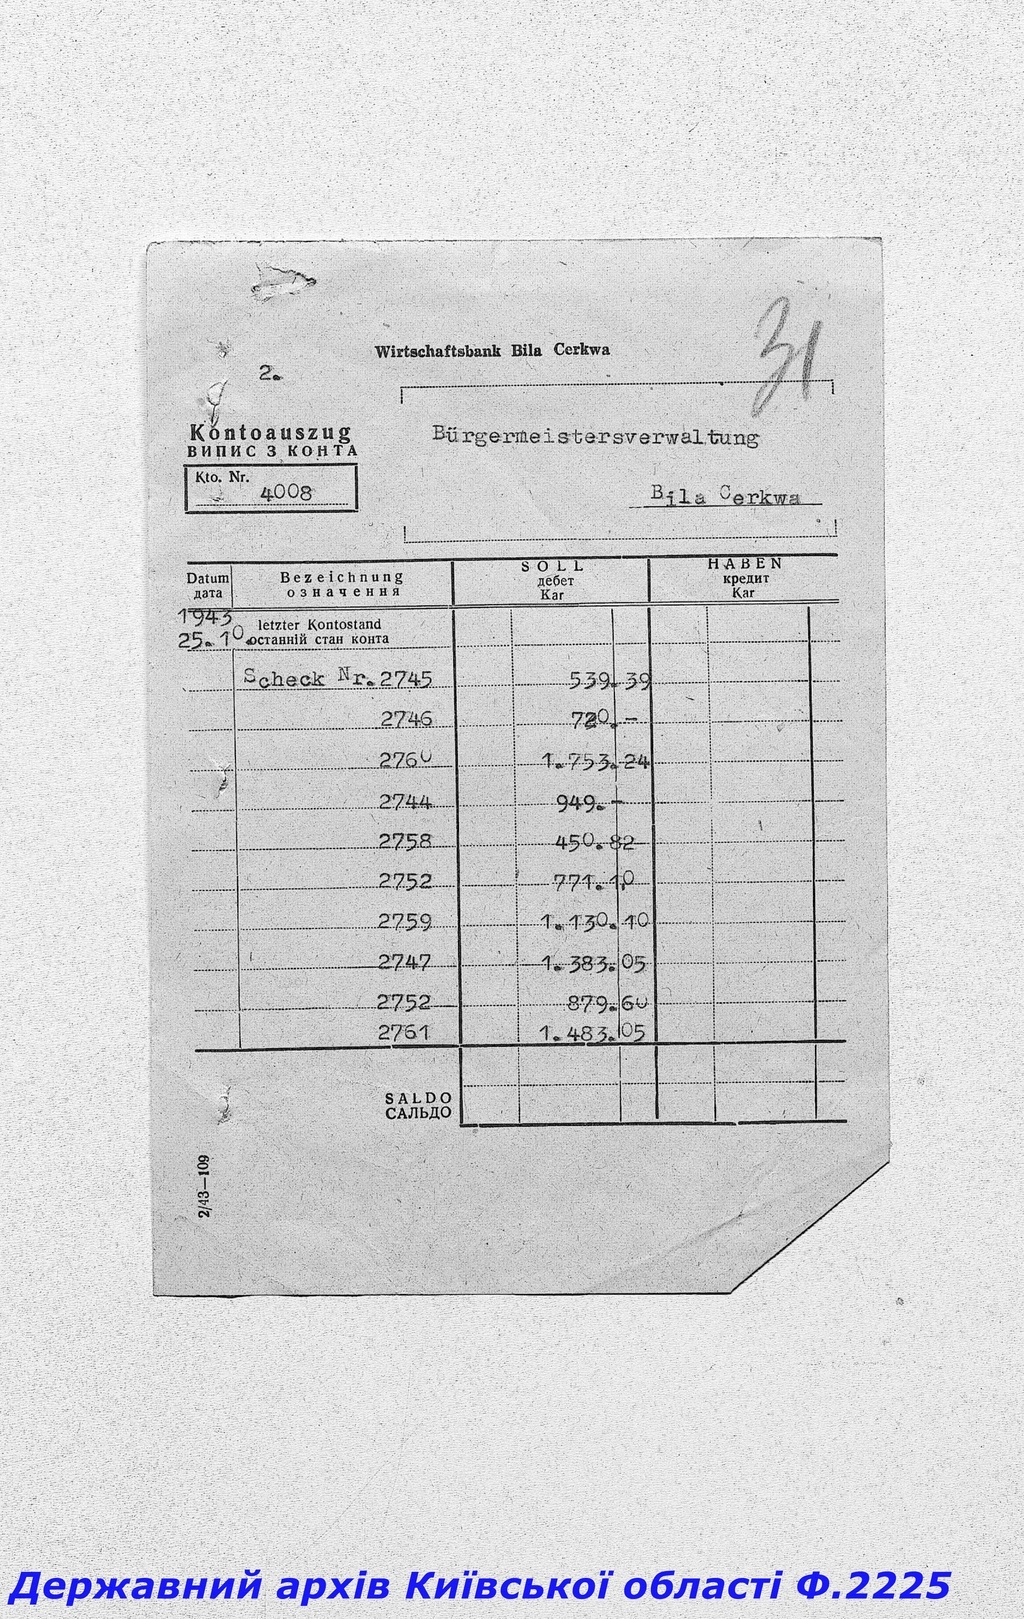 31
Wirtschaftsbank Bila Cerkwa
2.
Kontoauszug
ВИПИС З КОНТА
Kto. Nr.
4008
Bürgermeistersverwaltung
Bila Cerkwa
Datum дата Bezeichnung означення SOLL дебет Kar HABEN кредит Kar
1943
25.10. letzter Kontostand
останній стан конта
Scheck Nr. 2745 539.39
2746 720.-
2760 1.753.24
2744 949.-
2758 450.82
2752 771.10
2759 1.130.10
2747 1.383.05
2752 879.60
2761 1.483.05
SALDO
САЛЬДО
2/43—109
Державний архів Київської області Ф.2225